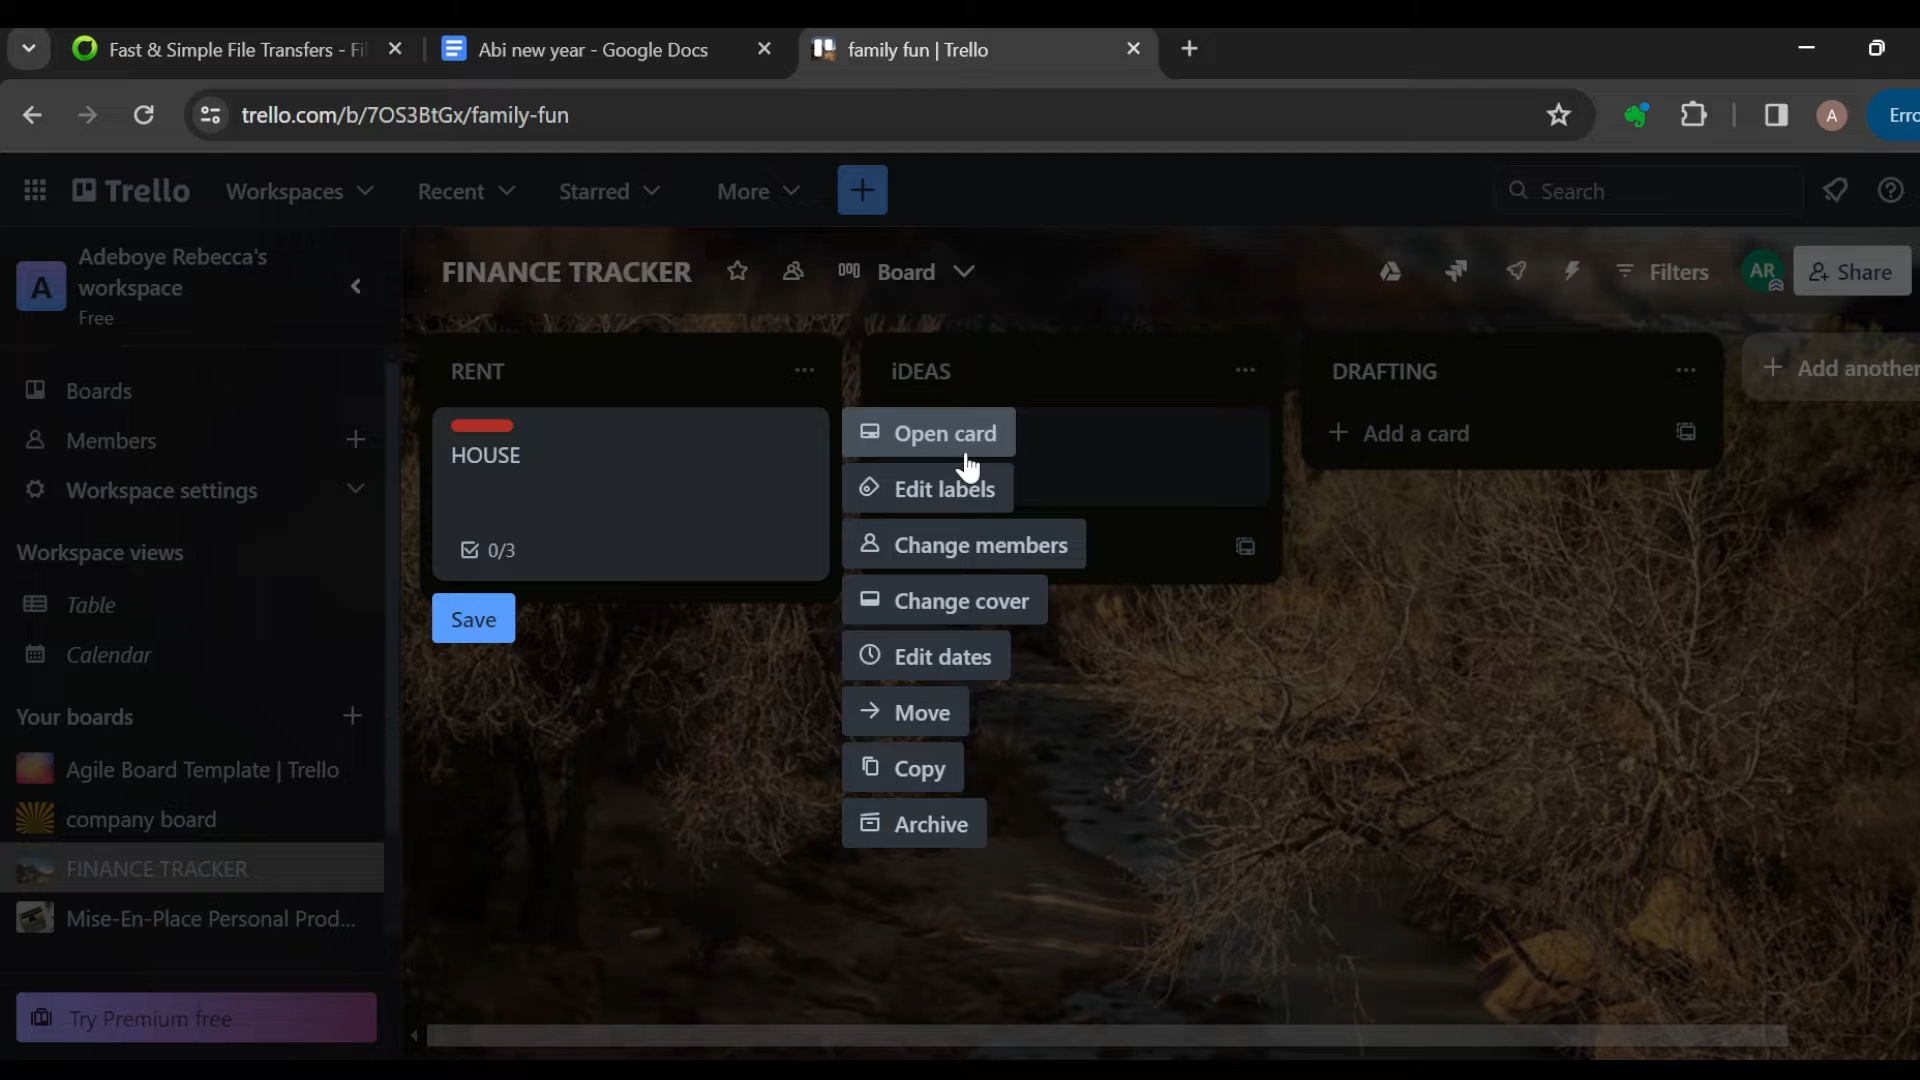 Fast & Simple File Transfers - Fil
Abi new year - Google Docs
family fun | Trello
trello.com/b/7OS3BtGx/family-fun
A
Erro
Trello
Workspaces
Recent
Starred
More
Search
A
Adeboye Rebecca's
workspace
Free
FINANCE TRACKER
Board
Filters
AR
Share
Boards
Members
Workspace settings
Workspace views
Table
Calendar
Your boards
Agile Board Template | Trello
company board
FINANCE TRACKER
Mise-En-Place Personal Prod...
Try Premium free
RENT
HOUSE
0/3
Save
iDEAS
Open card
Edit labels
Change members
Change cover
Edit dates
Move
Copy
Archive
DRAFTING
Add a card
Add another